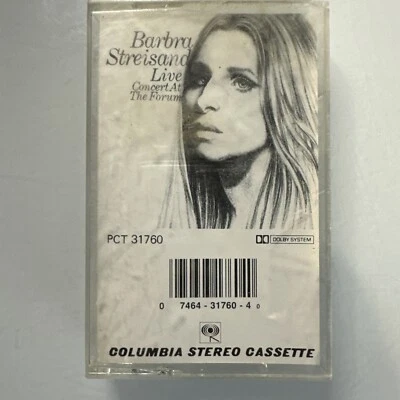 Barbra
Streisand
Live
Concert At
The Forum
PCT 31760
DOLBY SYSTEM
0 7464-31760-4 0
COLUMBIA STEREO CASSETTE